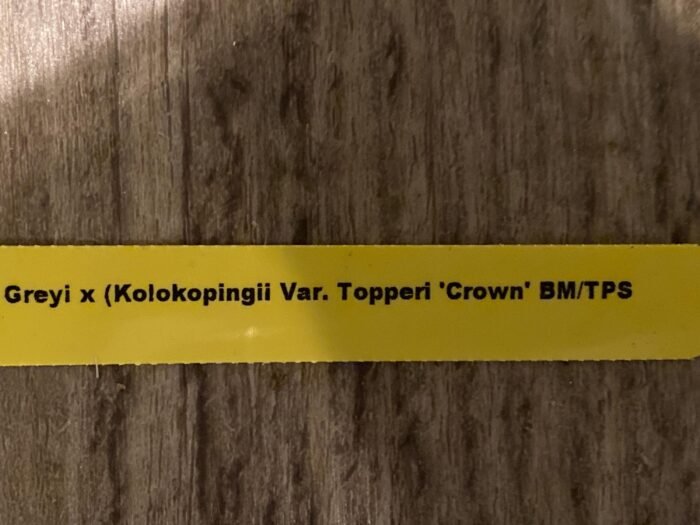 Greyi x (Kolokopingii Var. Topperi 'Crown' BM/TPS